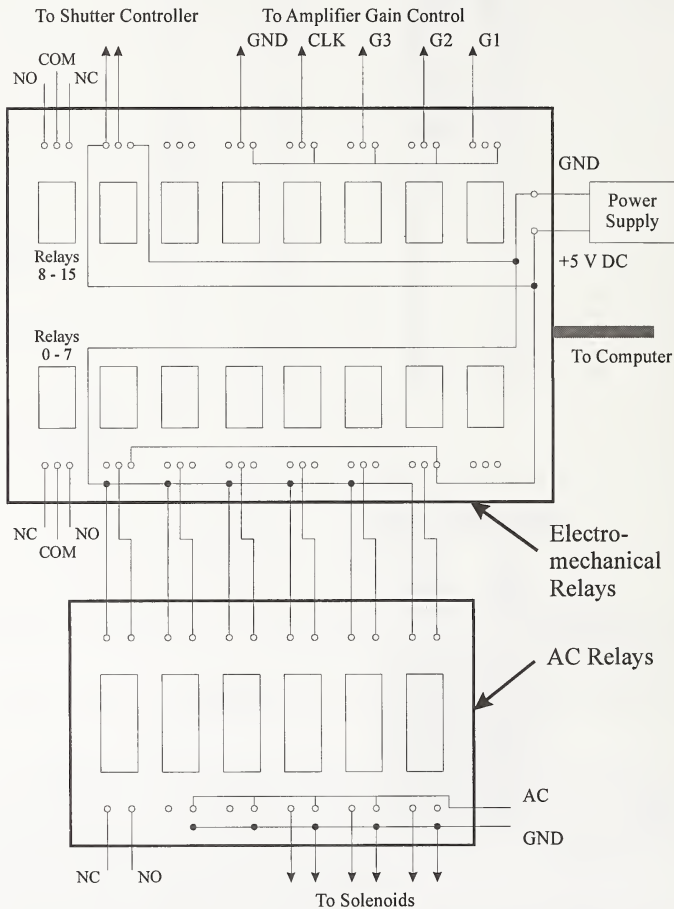 To Shutter Controller
To Amplifier Gain Control
GND CLK G3 G2 G1
COM
NO NC
GND
Power
Supply
+5 V DC
Relays
8 - 15
Relays
0 - 7
To Computer
NC NO
COM
Electro-
mechanical
Relays
AC Relays
AC
GND
NC NO
To Solenoids